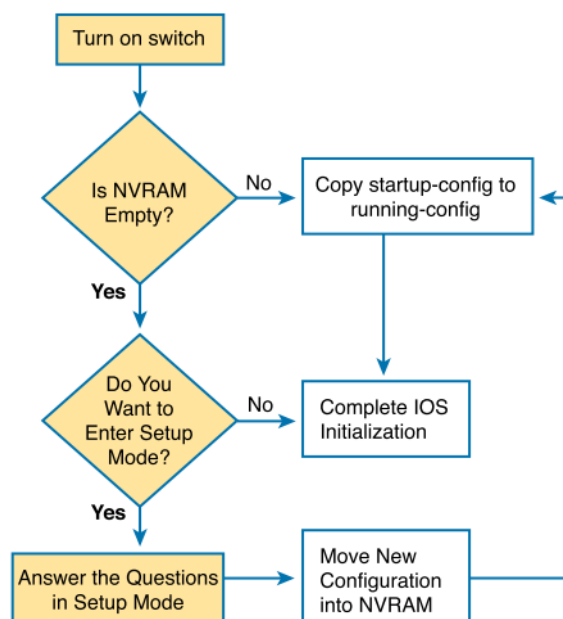 Turn on switch
Is NVRAM
Empty?
No
Copy startup-config to
running-config
Yes
Do You
Want to
Enter Setup
Mode?
No
Complete IOS
Initialization
Yes
Answer the Questions
in Setup Mode
Move New
Configuration
into NVRAM